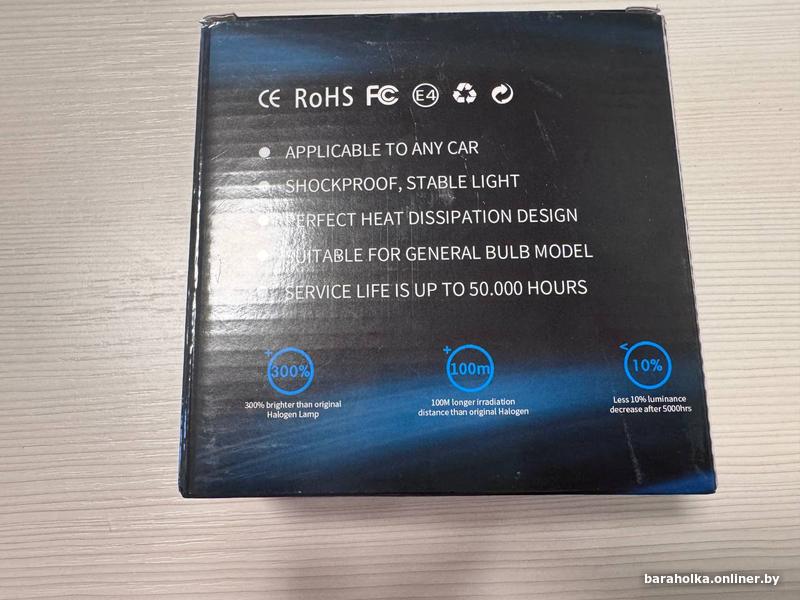 CE RoHS FC E4
APPLICABLE TO ANY CAR
SHOCKPROOF, STABLE LIGHT
PERFECT HEAT DISSIPATION DESIGN
SUITABLE FOR GENERAL BULB MODEL
SERVICE LIFE IS UP TO 50.000 HOURS
+ 300%
300% brighter than original
Halogen Lamp
+ 100m
100M longer irradiation
distance than original Halogen
< 10%
Less 10% luminance
decrease after 5000hrs
baraholka.onliner.by